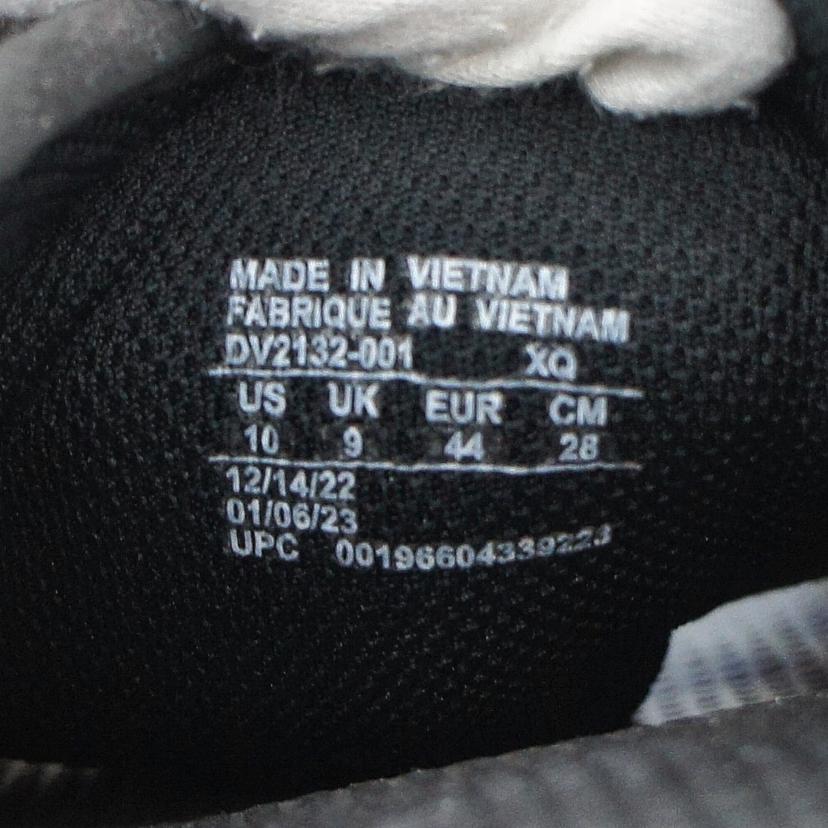 MADE IN VIETNAM
FABRIQUE AU VIETNAM
DV2132-001 XQ
US UK EUR CM
10 9 44 28
12/14/22
01/06/23
UPC 00196604339223